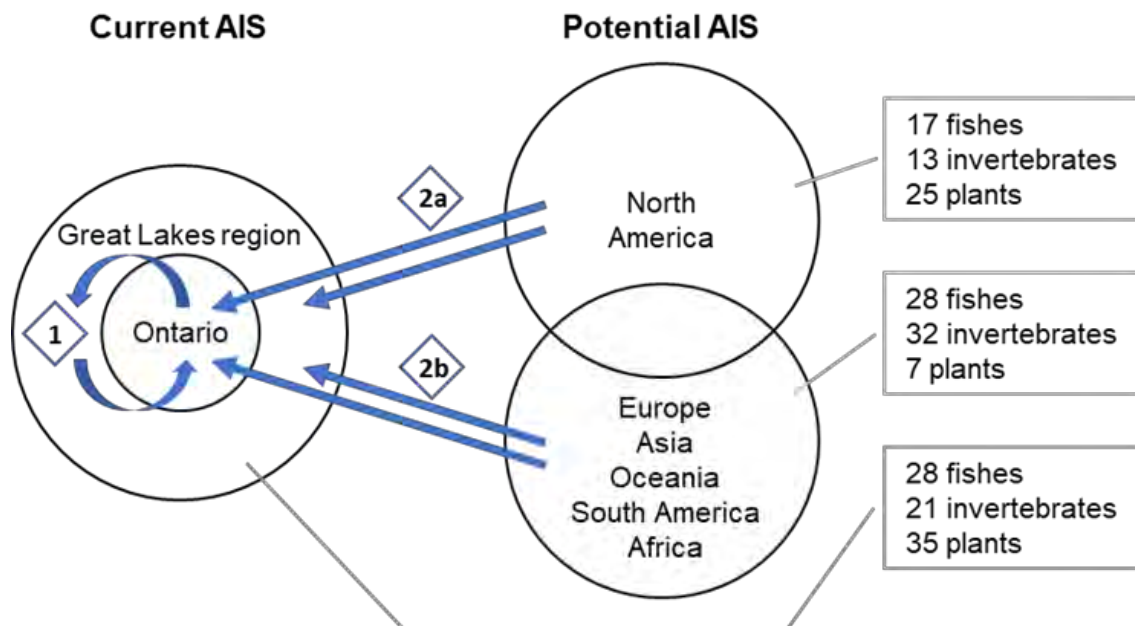 Current AIS
Potential AIS
Great Lakes region
Ontario
1
2a
2b
North
America
Europe
Asia
Oceania
South America
Africa
17 fishes
13 invertebrates
25 plants
28 fishes
32 invertebrates
7 plants
28 fishes
21 invertebrates
35 plants